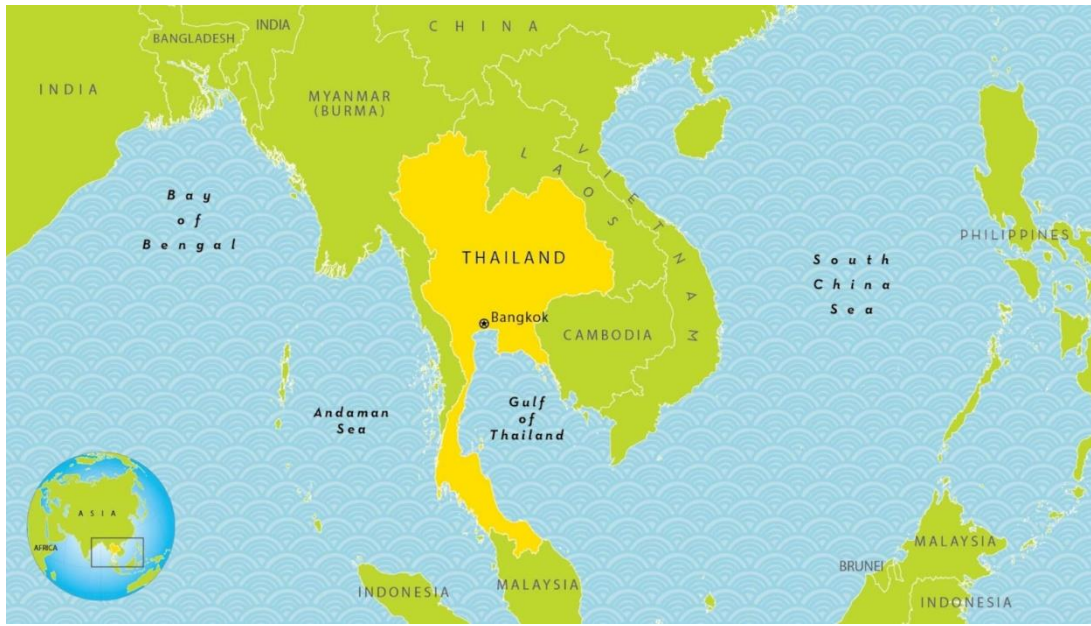 CHINA
INDIA
BANGLADESH
INDIA
MYANMAR
(BURMA)
LAOS
VIETNAM
Bay
of
Bengal
THAILAND
PHILIPPINES
South
China
Sea
Bangkok
CAMBODIA
Andaman
Sea
Gulf
of
Thailand
ASIA
AFRICA
MALAYSIA
BRUNEI
INDONESIA
MALAYSIA
INDONESIA